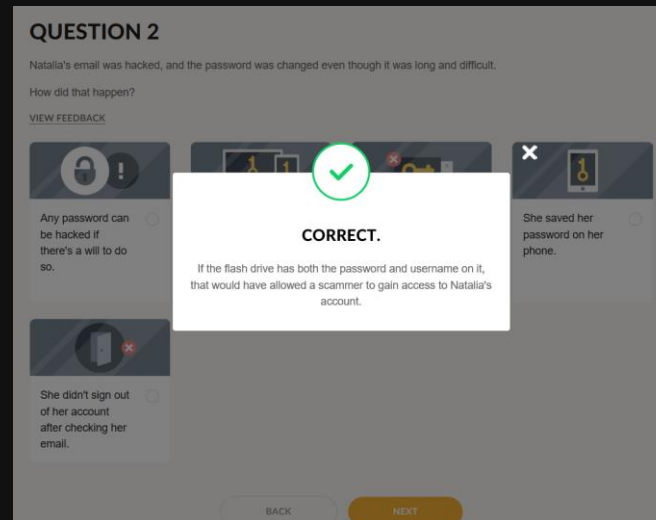 QUESTION 2
Natalia's email was hacked, and the password was changed even though it was long and difficult.
How did that happen?
VIEW FEEDBACK
Any password can
be hacked if
there's a will to do
so.
!
CORRECT.
If the flash drive has both the password and username on it,
that would have allowed a scammer to gain access to Natalia's
account.
She saved her
password on her
phone.
She didn't sign out
of her account
after checking her
email.
BACK
NEXT